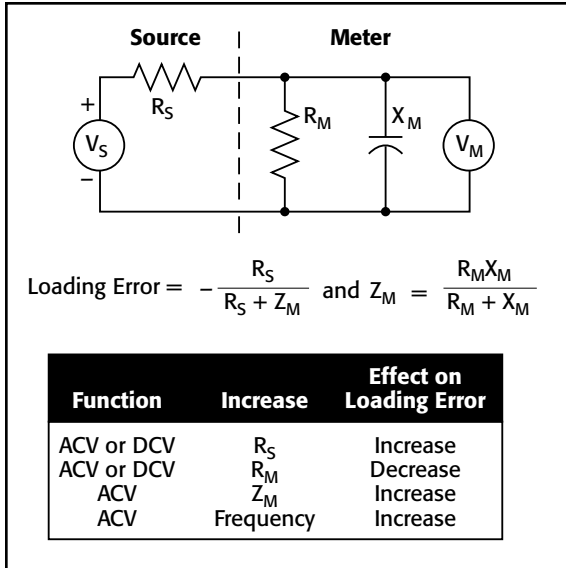 Source Meter
R_S
+
V_S
−
R_M
X_M
V_M
Loading Error = − R_S / (R_S + Z_M) and Z_M = R_M X_M / (R_M + X_M)
Function Increase Effect on Loading Error
ACV or DCV R_S Increase
ACV or DCV R_M Decrease
ACV Z_M Increase
ACV Frequency Increase